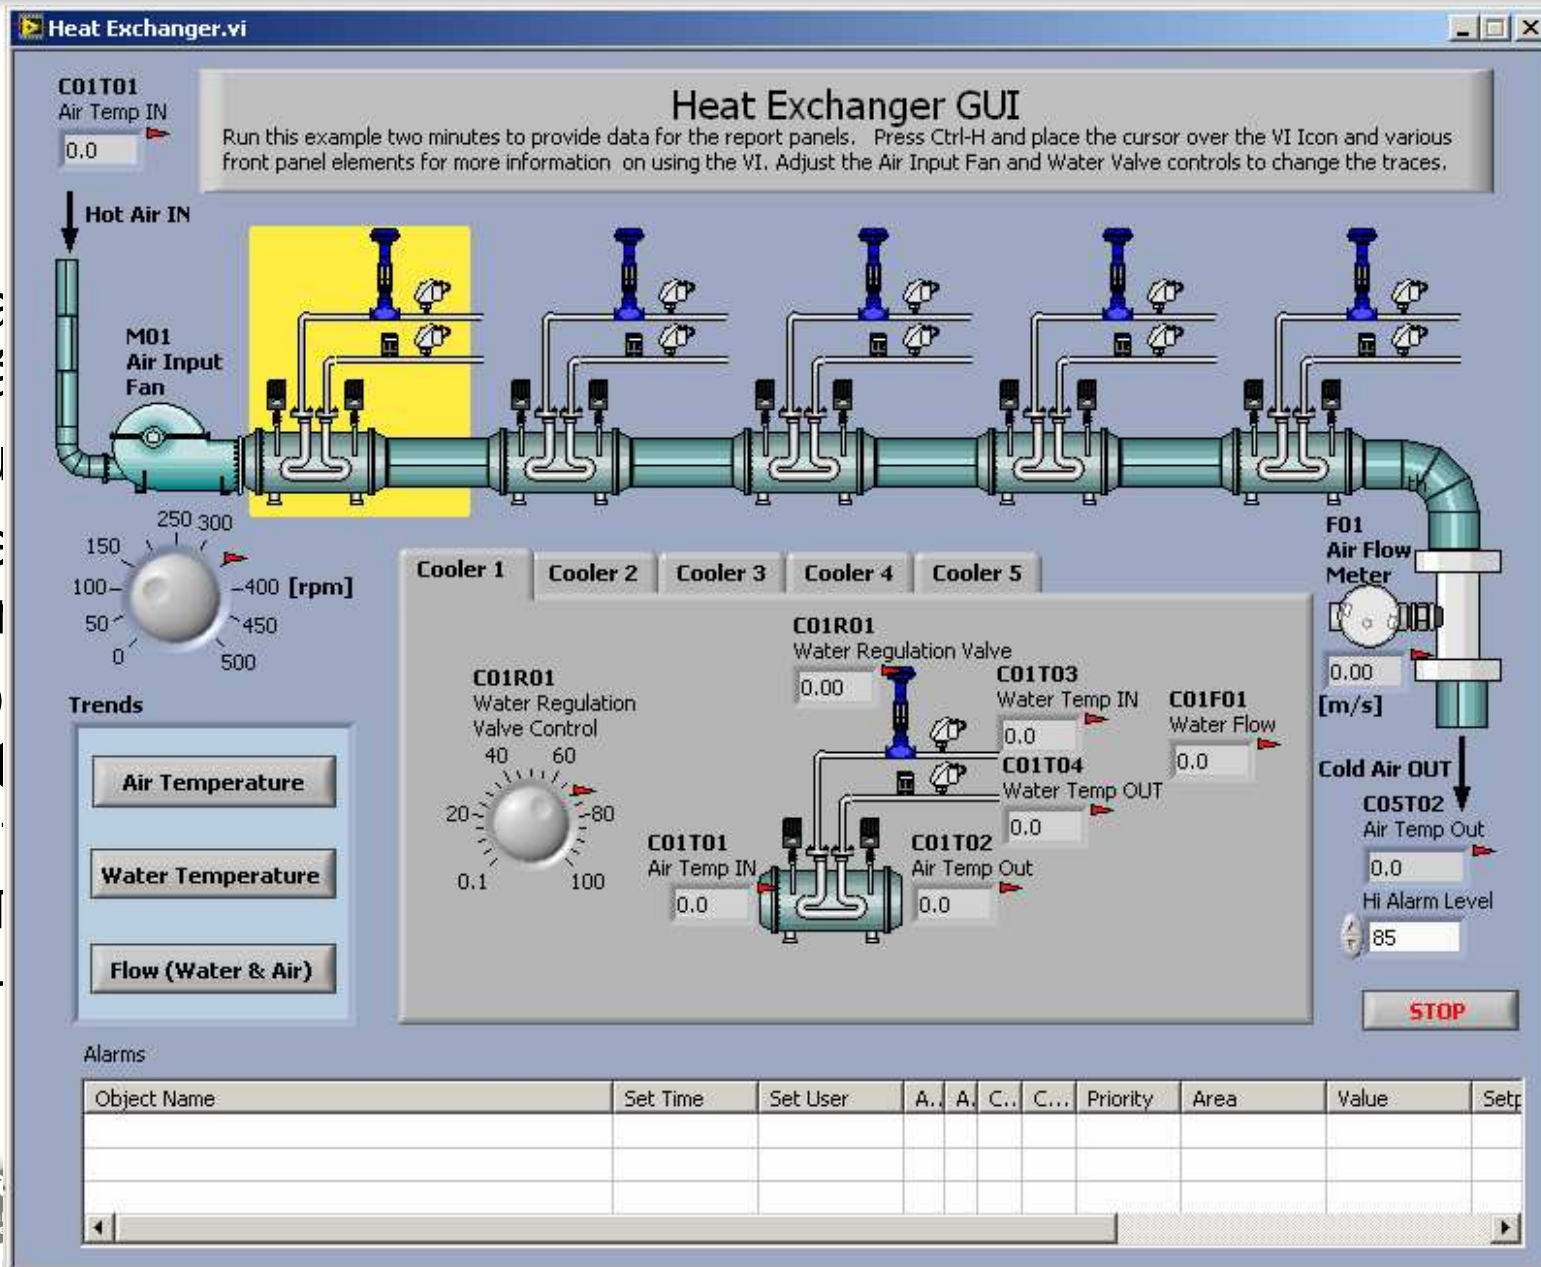 Heat Exchanger.vi
C01T01
Air Temp IN
0.0
Heat Exchanger GUI
Run this example two minutes to provide data for the report panels. Press Ctrl-H and place the cursor over the VI Icon and various
front panel elements for more information on using the VI. Adjust the Air Input Fan and Water Valve controls to change the traces.
Hot Air IN
M01
Air Input
Fan
250 300
150
100 400 [rpm]
50 450
0 500
Trends
Air Temperature
Water Temperature
Flow (Water & Air)
Cooler 1 Cooler 2 Cooler 3 Cooler 4 Cooler 5
C01R01
Water Regulation
Valve Control
40 60
20 80
0.1 100
C01R01
Water Regulation Valve
0.00
C01T03
Water Temp IN
0.0
C01T04
Water Temp OUT
0.0
C01F01
Water Flow
0.0
C01T01
Air Temp IN
0.0
C01T02
Air Temp Out
0.0
F01
Air Flow
Meter
0.00
[m/s]
Cold Air OUT
C05T02
Air Temp Out
0.0
Hi Alarm Level
85
STOP
Alarms
Object Name Set Time Set User A.. A. C.. C... Priority Area Value Setp